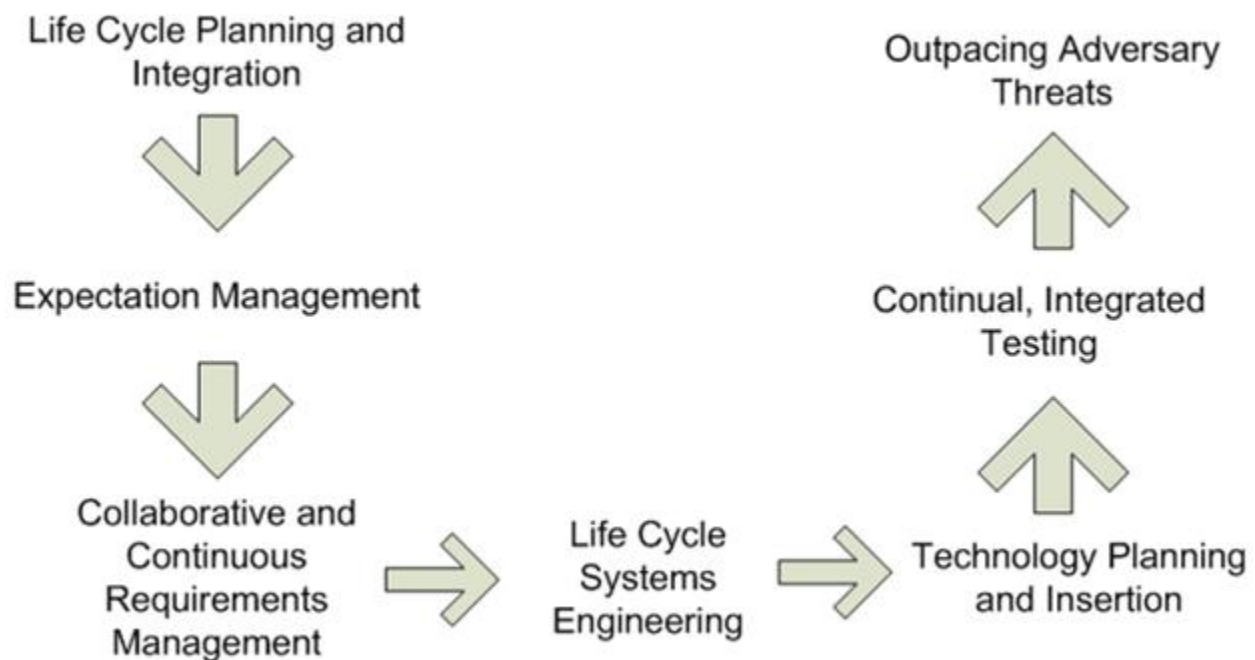 Life Cycle Planning and
Integration
Expectation Management
Collaborative and
Continuous
Requirements
Management
Life Cycle
Systems
Engineering
Technology Planning
and Insertion
Continual, Integrated
Testing
Outpacing Adversary
Threats